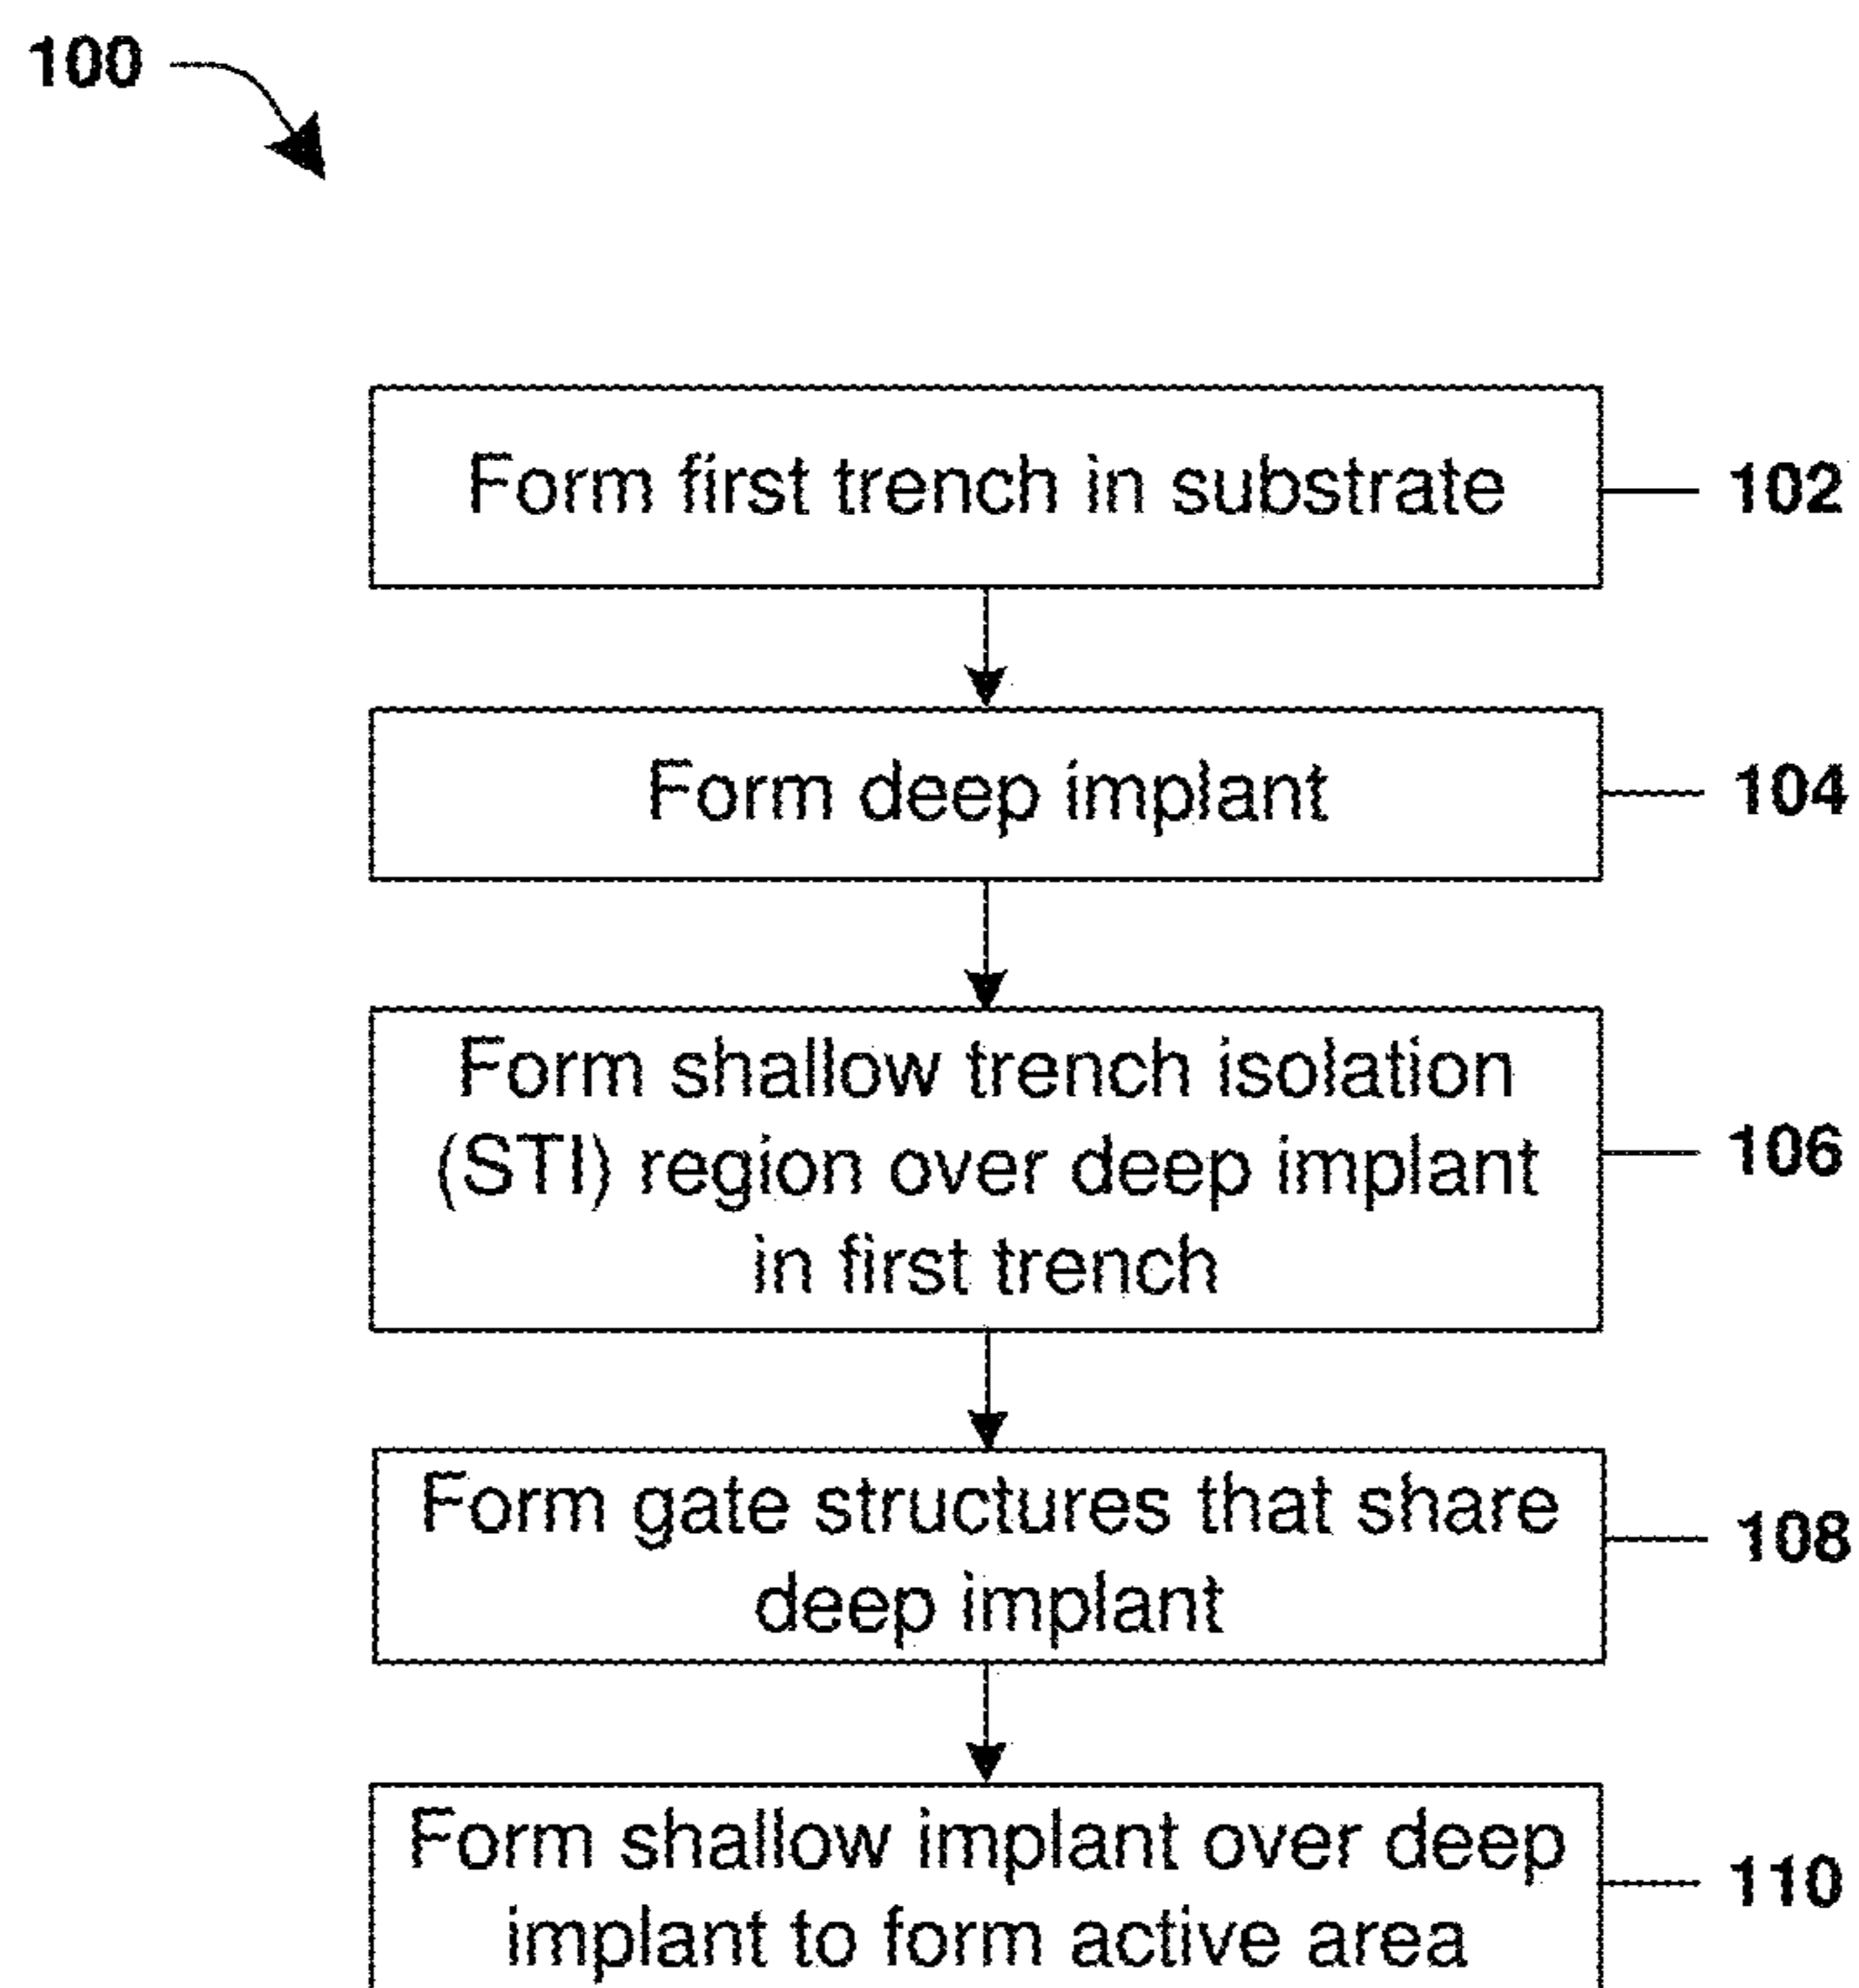 100
Form first trench in substrate
102
Form deep implant
104
Form shallow trench isolation
(STI) region over deep implant
in first trench
106
Form gate structures that share
deep implant
108
Form shallow implant over deep
implant to form active area
110